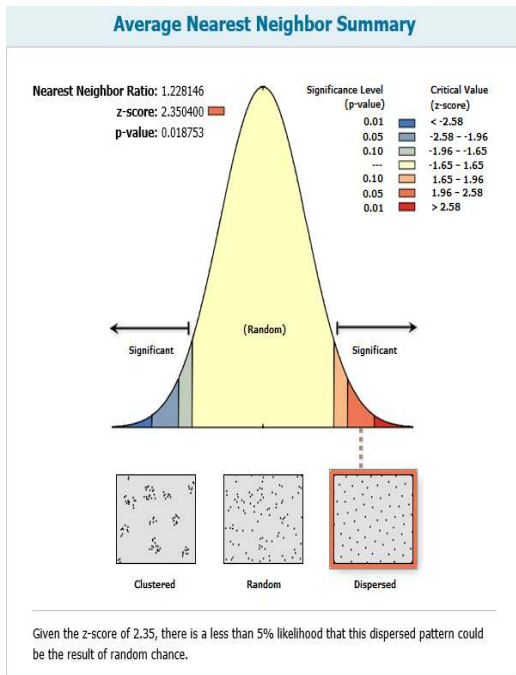 Average Nearest Neighbor Summary
Nearest Neighbor Ratio: 1.228146
z-score: 2.350400
p-value: 0.018753
Significance Level Critical Value
(p-value) (z-score)
0.01 < -2.58
0.05 -2.58 – -1.96
0.10 -1.96 – -1.65
--- -1.65 – 1.65
0.10 1.65 – 1.96
0.05 1.96 – 2.58
0.01 > 2.58
(Random)
Significant Significant
Clustered Random Dispersed
Given the z-score of 2.35, there is a less than 5% likelihood that this dispersed pattern could
be the result of random chance.